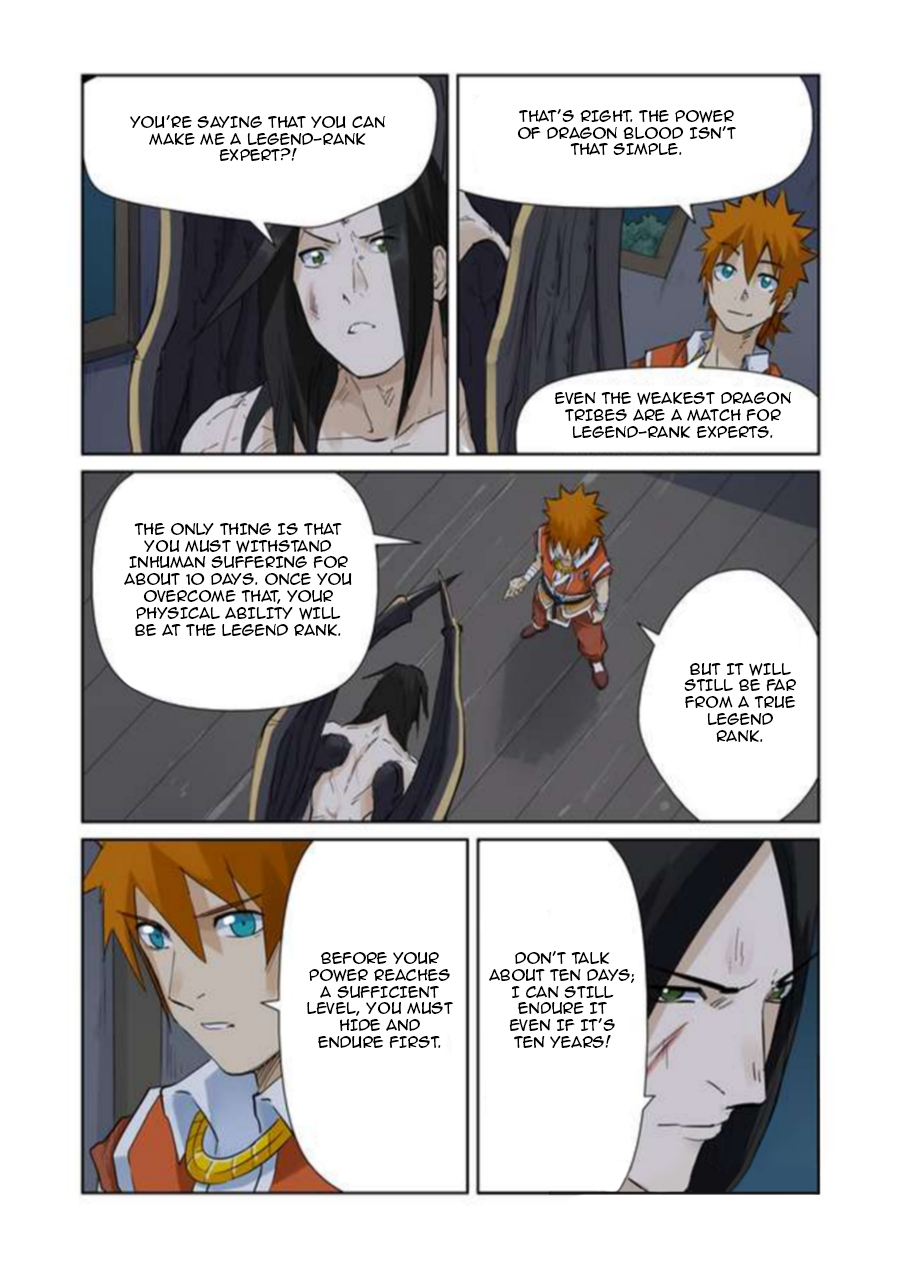 YOU'RE SAYING THAT YOU CAN
MAKE ME A LEGEND-RANK
EXPERT?!
THAT'S RIGHT. THE POWER
OF DRAGON BLOOD ISN'T
THAT SIMPLE.
EVEN THE WEAKEST DRAGON
TRIBES ARE A MATCH FOR
LEGEND-RANK EXPERTS.
THE ONLY THING IS THAT
YOU MUST WITHSTAND
INHUMAN SUFFERING FOR
ABOUT 10 DAYS. ONCE YOU
OVERCOME THAT, YOUR
PHYSICAL ABILITY WILL
BE AT THE LEGEND RANK.
BUT IT WILL
STILL BE FAR
FROM A TRUE
LEGEND
RANK.
BEFORE YOUR
POWER REACHES
A SUFFICIENT
LEVEL, YOU MUST
HIDE AND
ENDURE FIRST.
DON'T TALK
ABOUT TEN DAYS;
I CAN STILL
ENDURE IT
EVEN IF IT'S
TEN YEARS!